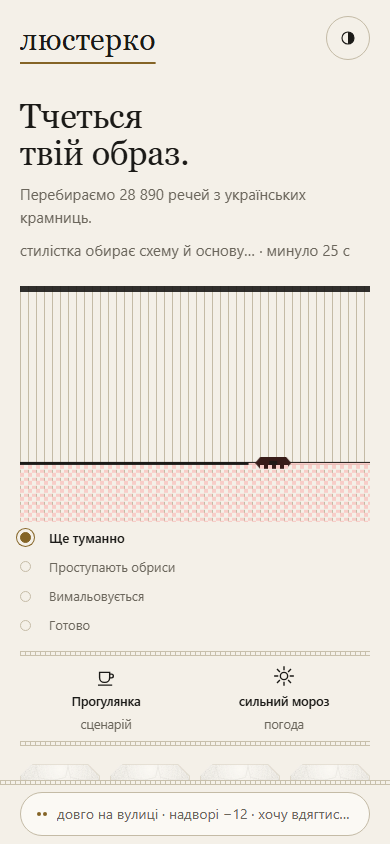 люстерко
Тчеться
твій образ.
Перебираємо 28 890 речей з українських
крамниць.
стилістка обирає схему й основу… · минуло 25 с
Ще туманно
Проступають обриси
Вимальовується
Готово
Прогулянка
сценарій
сильний мороз
погода
довго на вулиці · надворі −12 · хочу вдягтис…